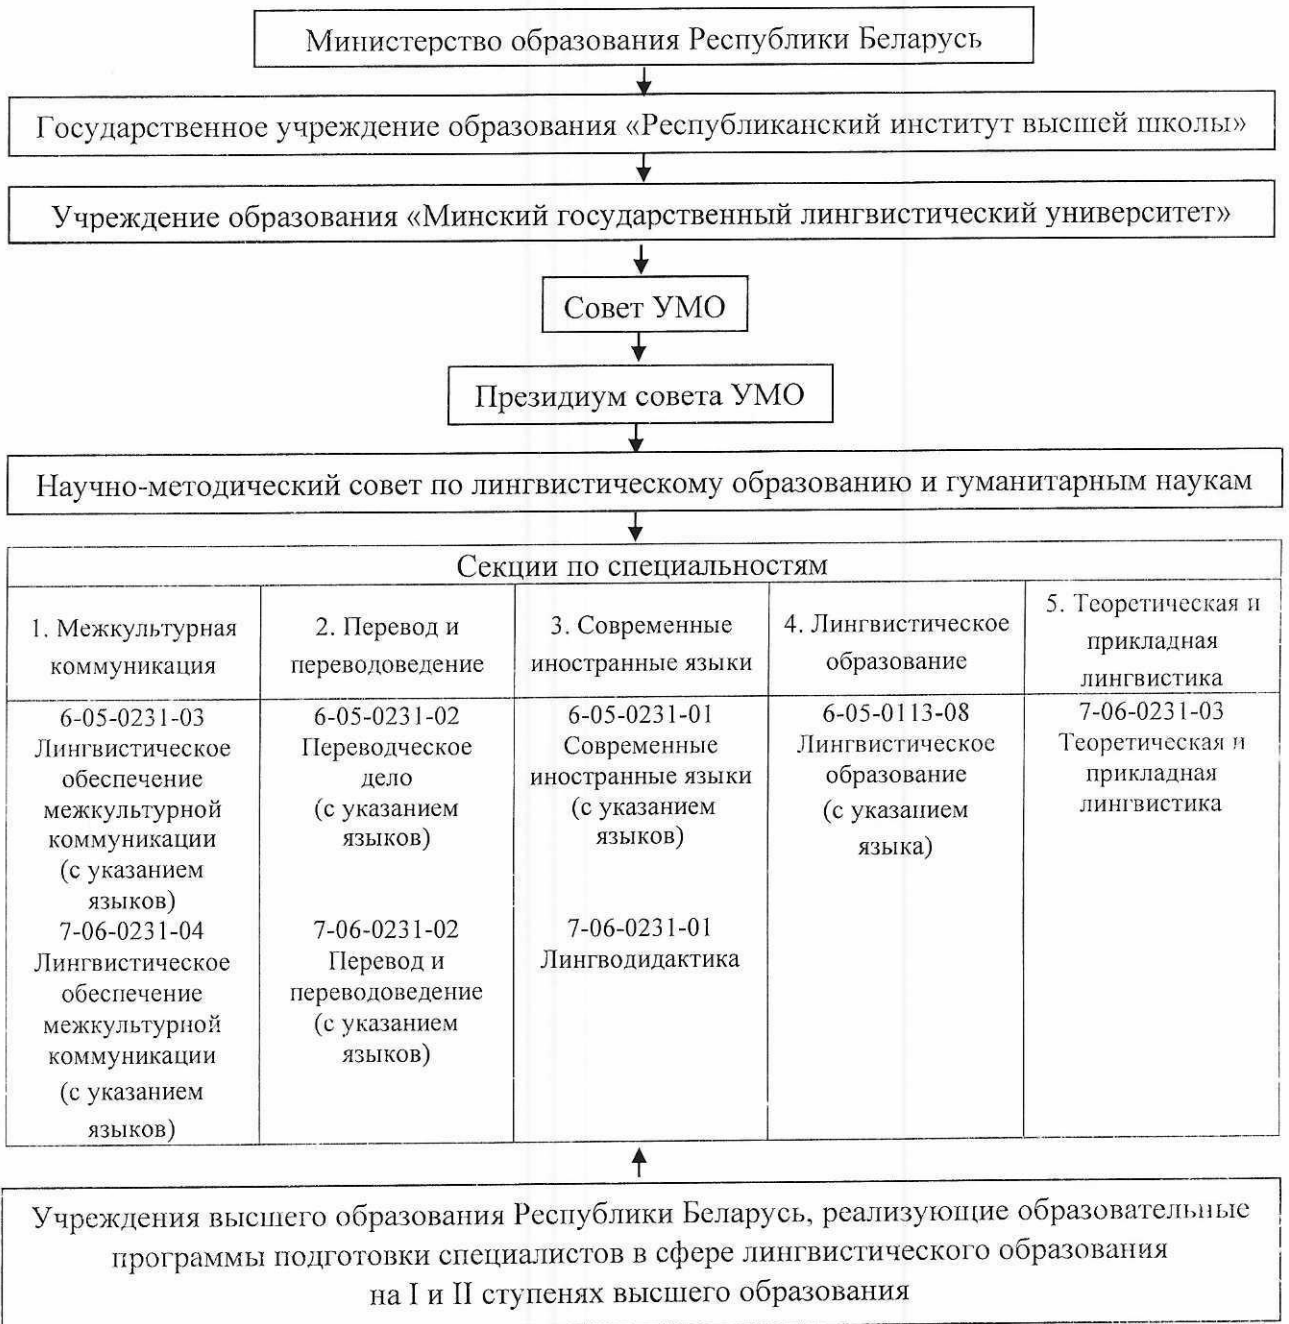 Министерство образования Республики Беларусь
Государственное учреждение образования «Республиканский институт высшей школы»
Учреждение образования «Минский государственный лингвистический университет»
Совет УМО
Президиум совета УМО
Научно-методический совет по лингвистическому образованию и гуманитарным наукам
Секции по специальностям
1. Межкультурная
коммуникация
2. Перевод и
переводоведение
3. Современные
иностранные языки
4. Лингвистическое
образование
5. Теоретическая и
прикладная
лингвистика
6-05-0231-03
Лингвистическое
обеспечение
межкультурной
коммуникации
(с указанием
языков)
7-06-0231-04
Лингвистическое
обеспечение
межкультурной
коммуникации
(с указанием
языков)
6-05-0231-02
Переводческое
дело
(с указанием
языков)
7-06-0231-02
Перевод и
переводоведение
(с указанием
языков)
6-05-0231-01
Современные
иностранные языки
(с указанием
языков)
7-06-0231-01
Лингводидактика
6-05-0113-08
Лингвистическое
образование
(с указанием
языка)
7-06-0231-03
Теоретическая и
прикладная
лингвистика
Учреждения высшего образования Республики Беларусь, реализующие образовательные
программы подготовки специалистов в сфере лингвистического образования
на I и II ступенях высшего образования